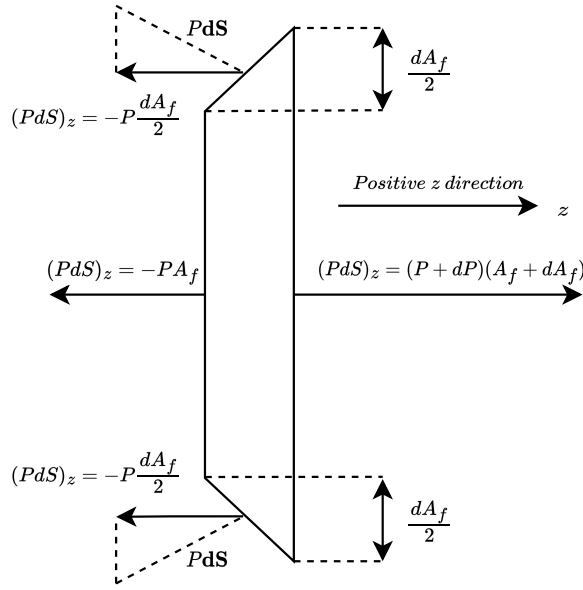 PdS
dA_f/2
(PdS)_z = −P dA_f/2
Positive z direction
z
(PdS)_z = −PA_f
(PdS)_z = (P + dP)(A_f + dA_f)
(PdS)_z = −P dA_f/2
dA_f/2
PdS